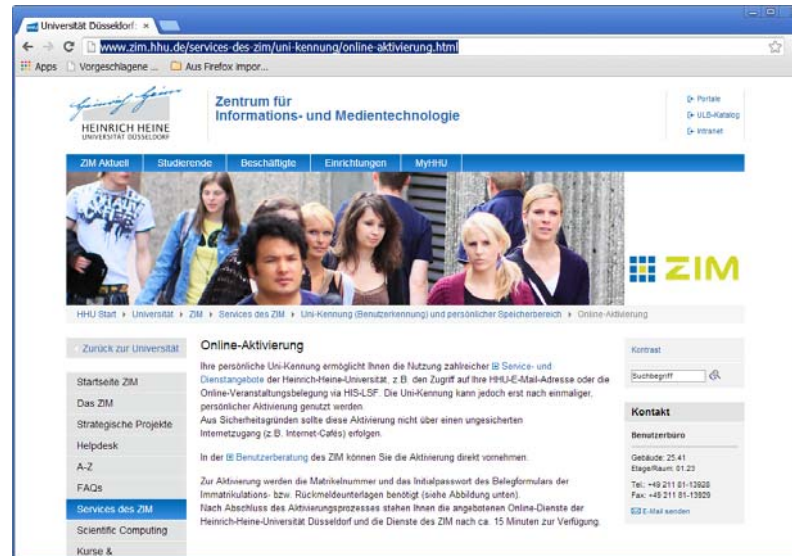 Universität Düsseldorf:
www.zim.hhu.de/services-des-zim/uni-kennung/online-aktivierung.html
Apps Vorgeschlagene ... Aus Firefox impor...
HEINRICH HEINE
UNIVERSITÄT DÜSSELDORF
Zentrum für
Informations- und Medientechnologie
Portale
ULB-Katalog
Intranet
ZIM Aktuell Studierende Beschäftigte Einrichtungen MyHHU
ZIM
HHU Start Universität ZIM Services des ZIM Uni-Kennung (Benutzerkennung) und persönlicher Speicherbereich Online-Aktivierung
Zurück zur Universität
Startseite ZIM
Das ZIM
Strategische Projekte
Helpdesk
A-Z
FAQs
Services des ZIM
Scientific Computing
Kurse &
Online-Aktivierung
Ihre persönliche Uni-Kennung ermöglicht Ihnen die Nutzung zahlreicher Service- und
Dienstangebote der Heinrich-Heine-Universität, z.B. den Zugriff auf Ihre HHU-E-Mail-Adresse oder die
Online-Veranstaltungsbelegung via HIS-LSF. Die Uni-Kennung kann jedoch erst nach einmaliger,
persönlicher Aktivierung genutzt werden.
Aus Sicherheitsgründen sollte diese Aktivierung nicht über einen ungesicherten
Internetzugang (z.B. Internet-Cafés) erfolgen.
In der Benutzerberatung des ZIM können Sie die Aktivierung direkt vornehmen.
Zur Aktivierung werden die Matrikelnummer und das Initialpasswort des Belegformulars der
Immatrikulations- bzw. Rückmeldeunterlagen benötigt (siehe Abbildung unten).
Nach Abschluss des Aktivierungsprozesses stehen Ihnen die angebotenen Online-Dienste der
Heinrich-Heine-Universität Düsseldorf und die Dienste des ZIM nach ca. 15 Minuten zur Verfügung.
Kontrast
Suchbegriff
Kontakt
Benutzerbüro
Gebäude: 25.41
Etage/Raum: 01.23
Tel.: +49 211 81-13928
Fax: +49 211 81-13929
E-Mail senden